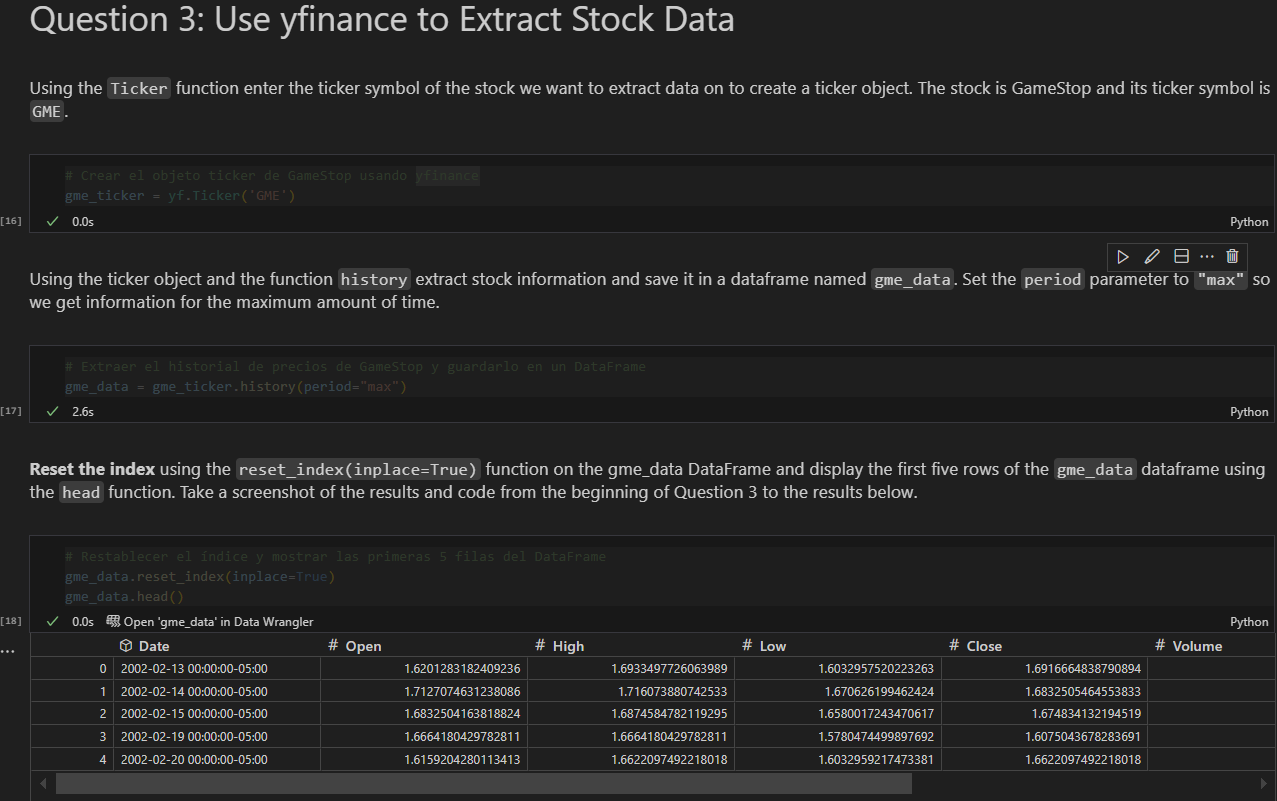 Question 3: Use yfinance to Extract Stock Data
Using the Ticker function enter the ticker symbol of the stock we want to extract data on to create a ticker object. The stock is GameStop and its ticker symbol is
GME.
# Crear el objeto ticker de GameStop usando yfinance
gme_ticker = yf.Ticker('GME')
[16] 0.0s Python
Using the ticker object and the function history extract stock information and save it in a dataframe named gme_data. Set the period parameter to "max" so
we get information for the maximum amount of time.
# Extraer el historial de precios de GameStop y guardarlo en un DataFrame
gme_data = gme_ticker.history(period="max")
[17] 2.6s Python
Reset the index using the reset_index(inplace=True) function on the gme_data DataFrame and display the first five rows of the gme_data dataframe using
the head function. Take a screenshot of the results and code from the beginning of Question 3 to the results below.
# Restablecer el índice y mostrar las primeras 5 filas del DataFrame
gme_data.reset_index(inplace=True)
gme_data.head()
[18] 0.0s Open 'gme_data' in Data Wrangler Python
... Date # Open # High # Low # Close # Volume
0 2002-02-13 00:00:00-05:00 1.6201283182409236 1.6933497726063989 1.6032957520223263 1.6916664838790894
1 2002-02-14 00:00:00-05:00 1.7127074631238086 1.716073880742533 1.670626199462424 1.6832505464553833
2 2002-02-15 00:00:00-05:00 1.6832504163818824 1.6874584782119295 1.6580017243470617 1.674834132194519
3 2002-02-19 00:00:00-05:00 1.6664180429782811 1.6664180429782811 1.5780474499897692 1.6075043678283691
4 2002-02-20 00:00:00-05:00 1.6159204280113413 1.6622097492218018 1.6032959217473381 1.6622097492218018